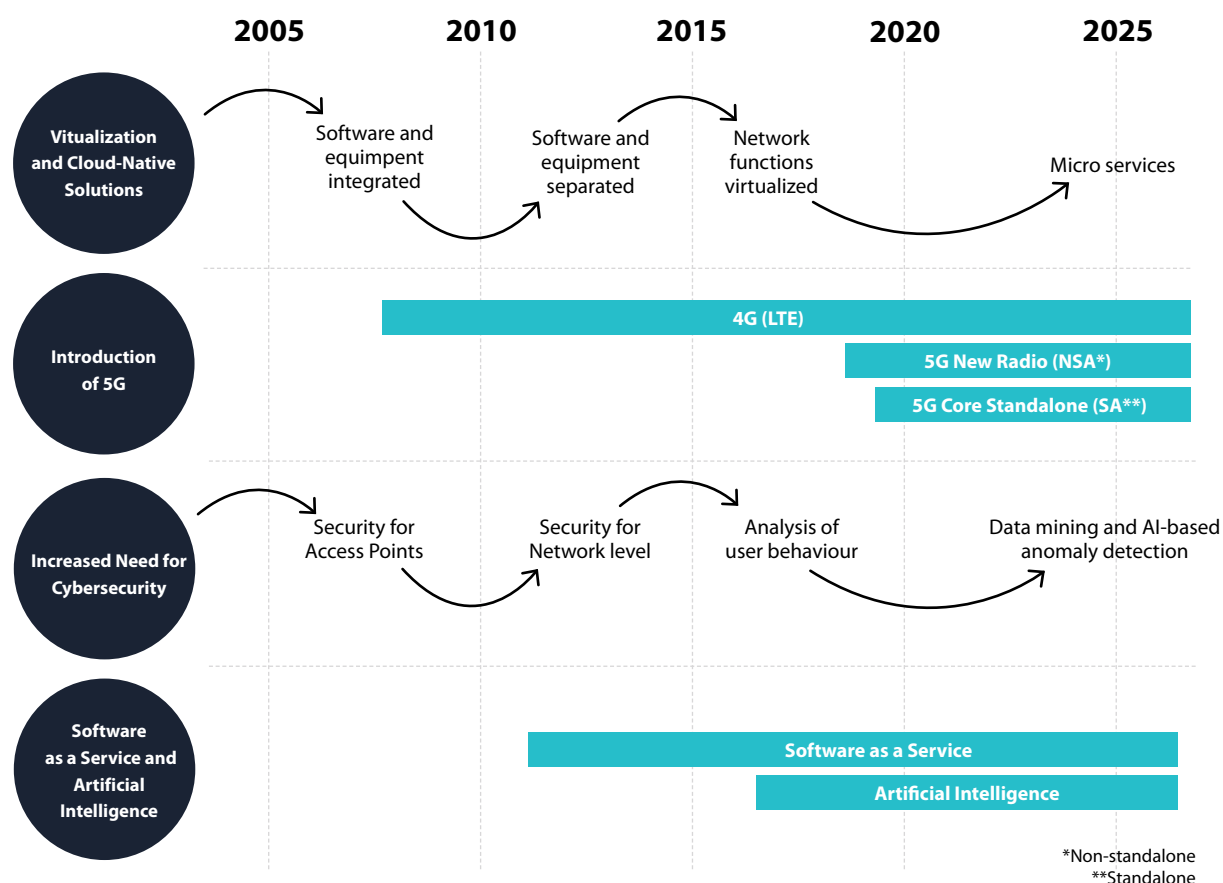 2005 2010 2015 2020 2025
Vitualization
and Cloud-Native
Solutions
Software and
equimpent
integrated
Software and
equipment
separated
Network
functions
virtualized
Micro services
Introduction
of 5G
4G (LTE)
5G New Radio (NSA*)
5G Core Standalone (SA**)
Increased Need for
Cybersecurity
Security for
Access Points
Security for
Network level
Analysis of
user behaviour
Data mining and AI-based
anomaly detection
Software
as a Service and
Artificial
Intelligence
Software as a Service
Artificial Intelligence
*Non-standalone
**Standalone